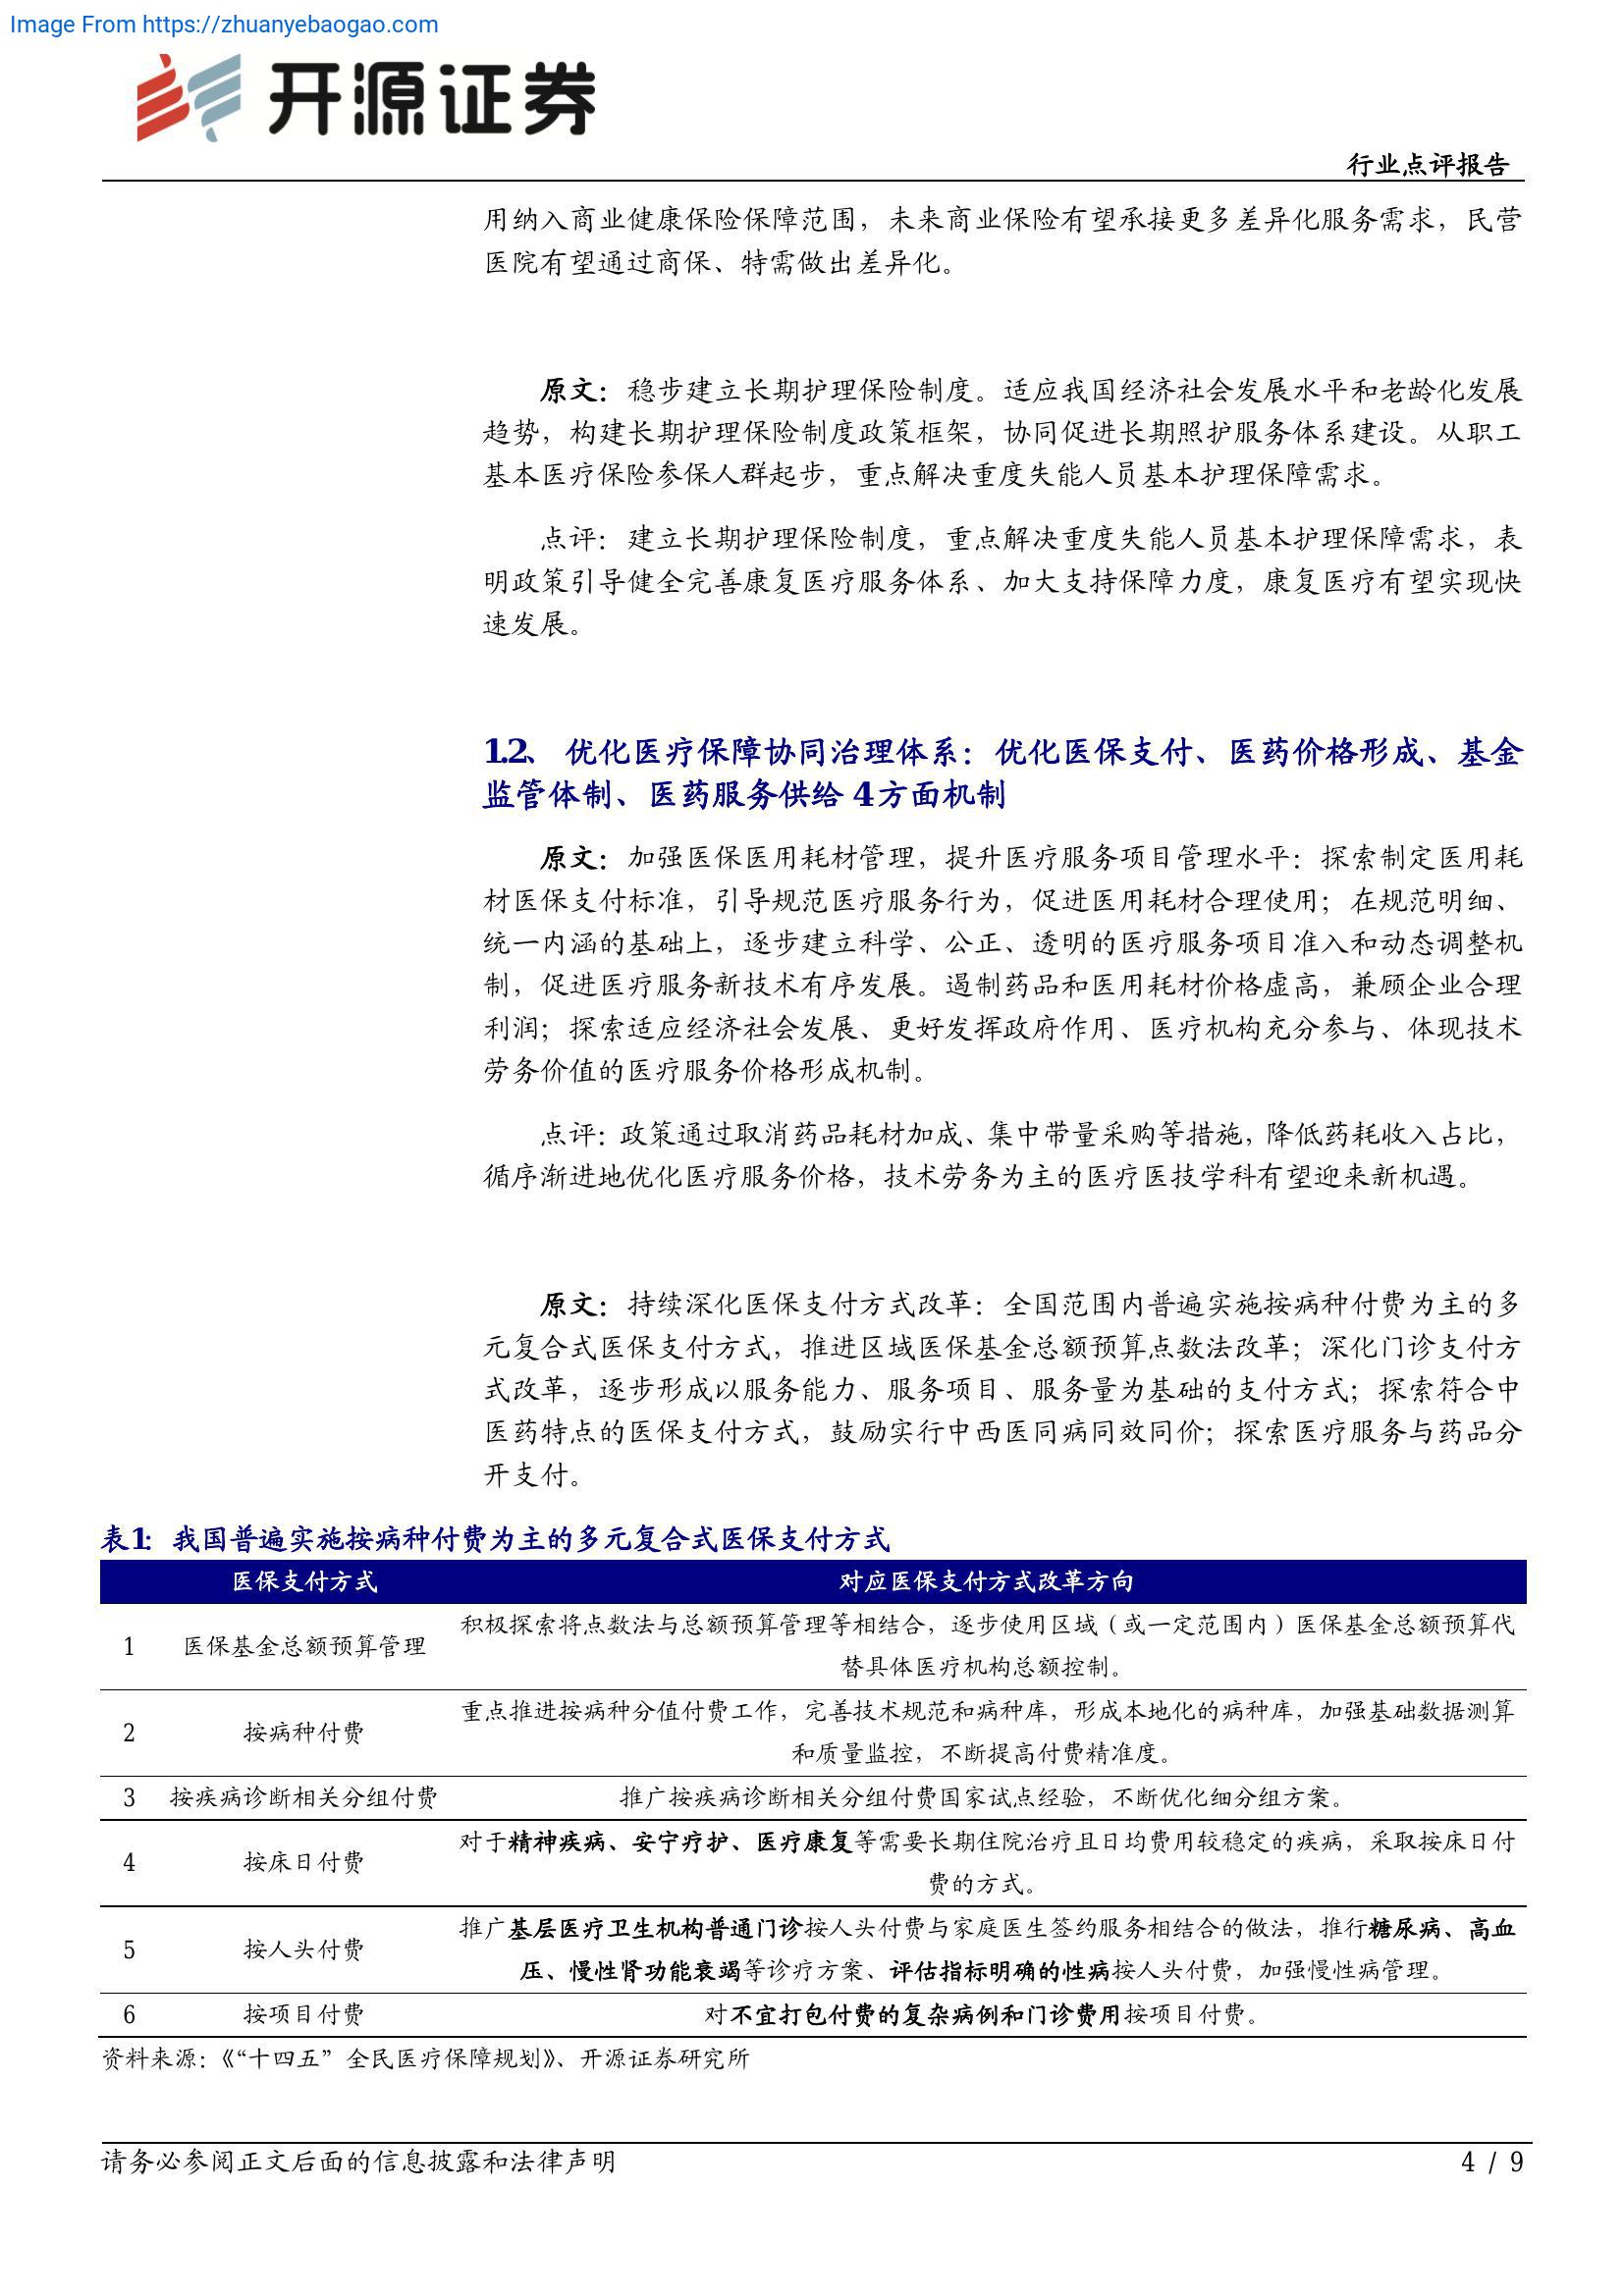 Image From https://zhuanyebaogao.com
开源证券
行业点评报告
用纳入商业健康保险保障范围，未来商业保险有望承接更多差异化服务需求，民营
医院有望通过商保、特需做出差异化。
原文：稳步建立长期护理保险制度。适应我国经济社会发展水平和老龄化发展
趋势，构建长期护理保险制度政策框架，协同促进长期照护服务体系建设。从职工
基本医疗保险参保人群起步，重点解决重度失能人员基本护理保障需求。
点评：建立长期护理保险制度，重点解决重度失能人员基本护理保障需求，表
明政策引导健全完善康复医疗服务体系、加大支持保障力度，康复医疗有望实现快
速发展。
1.2、 优化医疗保障协同治理体系：优化医保支付、医药价格形成、基金
监管体制、医药服务供给 4 方面机制
原文：加强医保医用耗材管理，提升医疗服务项目管理水平：探索制定医用耗
材医保支付标准，引导规范医疗服务行为，促进医用耗材合理使用；在规范明细、
统一内涵的基础上，逐步建立科学、公正、透明的医疗服务项目准入和动态调整机
制，促进医疗服务新技术有序发展。遏制药品和医用耗材价格虚高，兼顾企业合理
利润；探索适应经济社会发展、更好发挥政府作用、医疗机构充分参与、体现技术
劳务价值的医疗服务价格形成机制。
点评：政策通过取消药品耗材加成、集中带量采购等措施，降低药耗收入占比，
循序渐进地优化医疗服务价格，技术劳务为主的医疗医技学科有望迎来新机遇。
原文：持续深化医保支付方式改革：全国范围内普遍实施按病种付费为主的多
元复合式医保支付方式，推进区域医保基金总额预算点数法改革；深化门诊支付方
式改革，逐步形成以服务能力、服务项目、服务量为基础的支付方式；探索符合中
医药特点的医保支付方式，鼓励实行中西医同病同效同价；探索医疗服务与药品分
开支付。
表1： 我国普遍实施按病种付费为主的多元复合式医保支付方式
医保支付方式 对应医保支付方式改革方向
1 医保基金总额预算管理 积极探索将点数法与总额预算管理等相结合，逐步使用区域（或一定范围内）医保基金总额预算代
替具体医疗机构总额控制。
2 按病种付费 重点推进按病种分值付费工作，完善技术规范和病种库，形成本地化的病种库，加强基础数据测算
和质量监控，不断提高付费精准度。
3 按疾病诊断相关分组付费 推广按疾病诊断相关分组付费国家试点经验，不断优化细分组方案。
4 按床日付费 对于精神疾病、安宁疗护、医疗康复等需要长期住院治疗且日均费用较稳定的疾病，采取按床日付
费的方式。
5 按人头付费 推广基层医疗卫生机构普通门诊按人头付费与家庭医生签约服务相结合的做法，推行糖尿病、高血
压、慢性肾功能衰竭等诊疗方案、评估指标明确的性病按人头付费，加强慢性病管理。
6 按项目付费 对不宜打包付费的复杂病例和门诊费用按项目付费。
资料来源：《“十四五”全民医疗保障规划》、开源证券研究所
请务必参阅正文后面的信息披露和法律声明 4 / 9